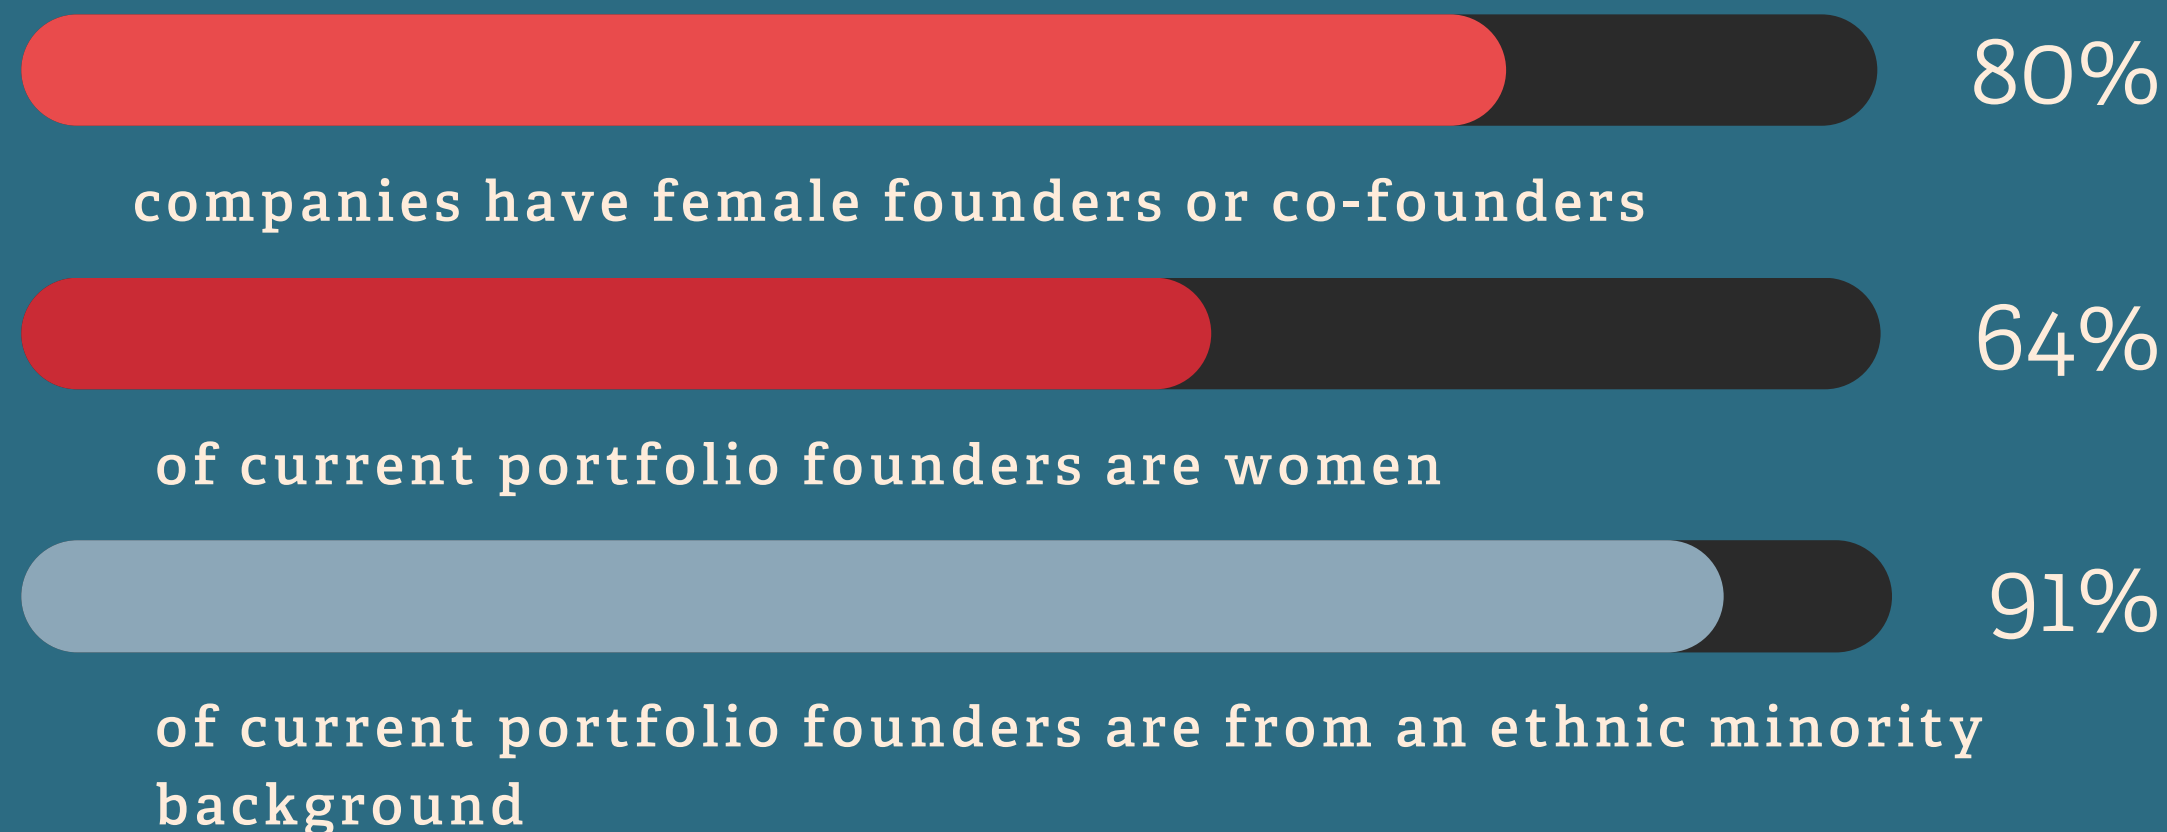 80%
companies have female founders or co-founders
64%
of current portfolio founders are women
91%
of current portfolio founders are from an ethnic minority
background